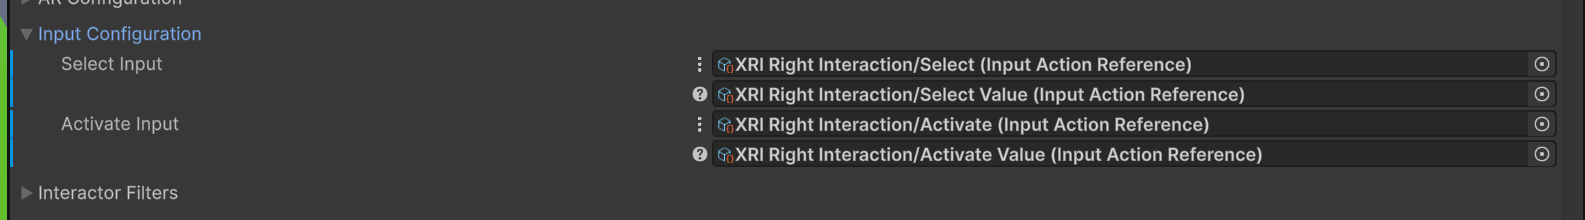 AR Configuration
Input Configuration
Select Input
XRI Right Interaction/Select (Input Action Reference)
XRI Right Interaction/Select Value (Input Action Reference)
Activate Input
XRI Right Interaction/Activate (Input Action Reference)
XRI Right Interaction/Activate Value (Input Action Reference)
Interactor Filters